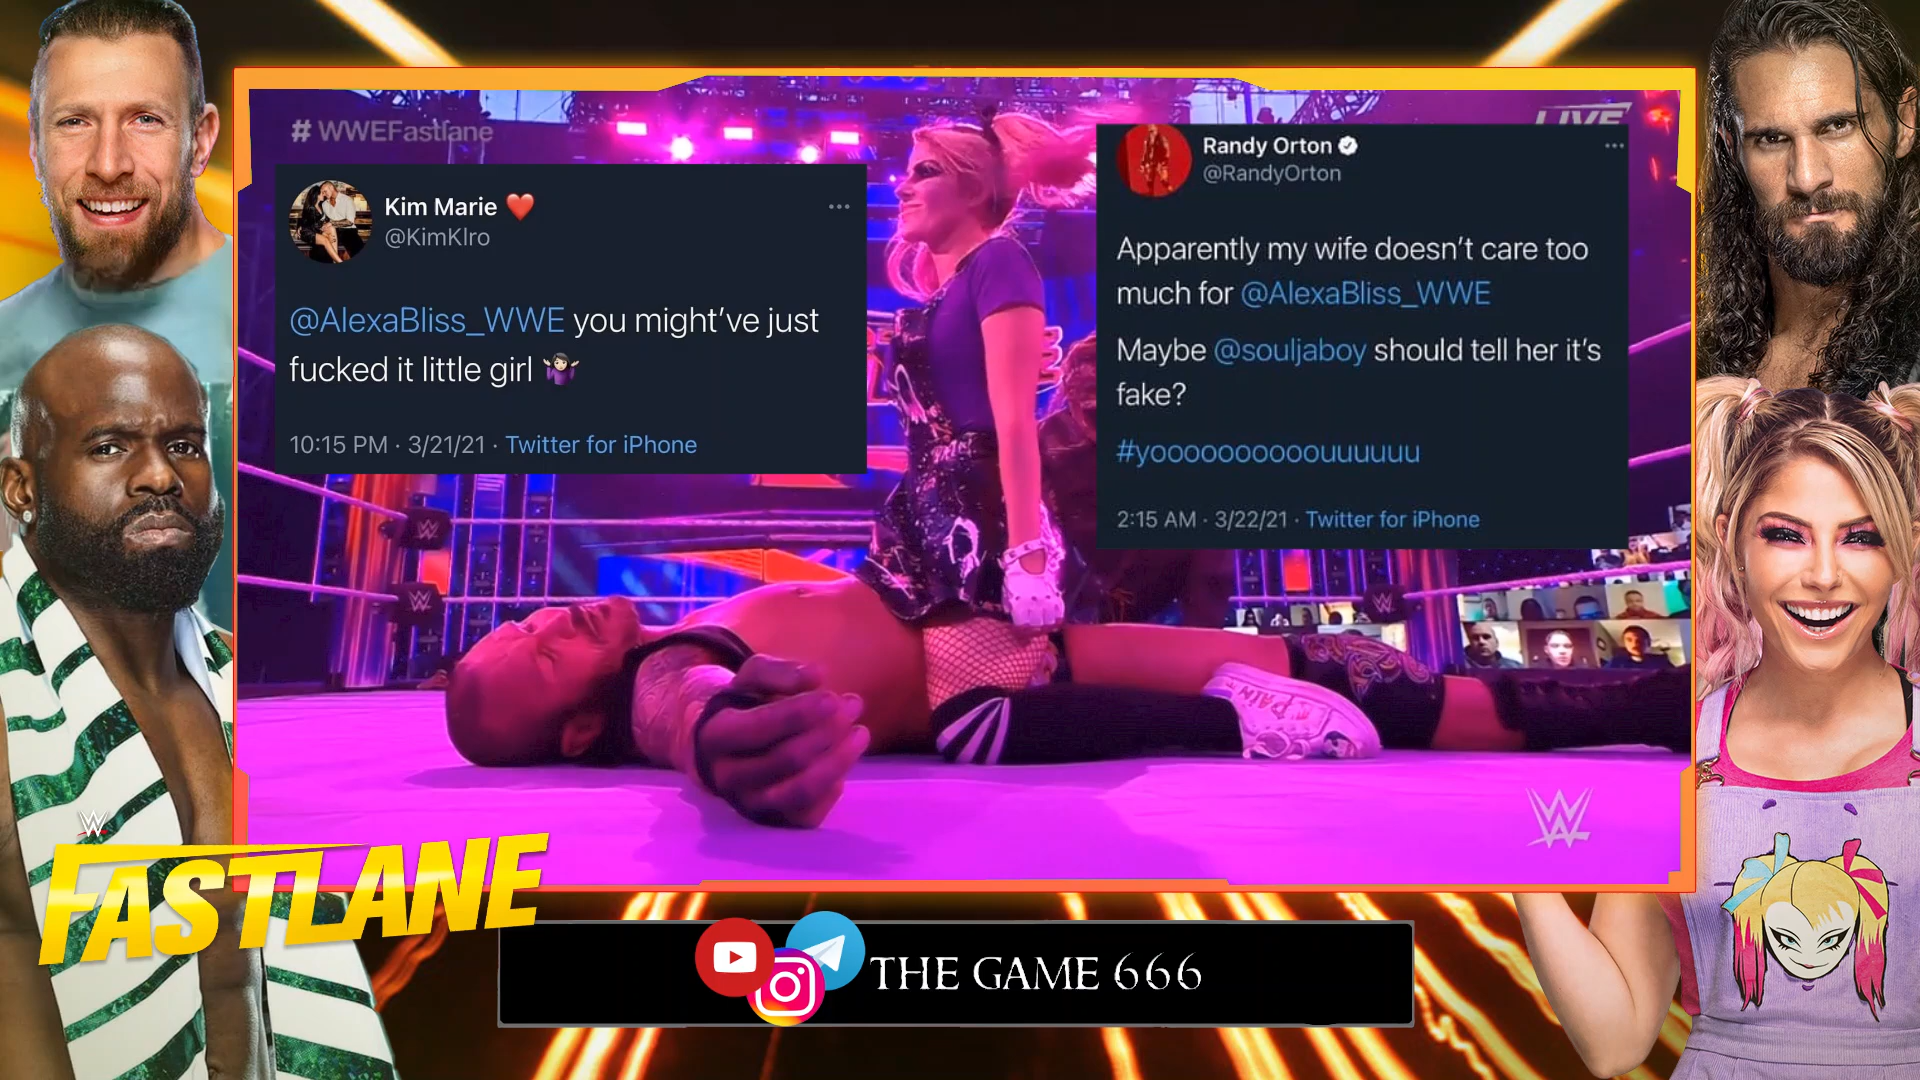 # WWEFastlane
LIVE
Kim Marie ❤️
@KimKlro
@AlexaBliss_WWE you might've just
fucked it little girl 🤷🏻‍♀️
10:15 PM · 3/21/21 · Twitter for iPhone
Randy Orton
@RandyOrton
Apparently my wife doesn't care too
much for @AlexaBliss_WWE
Maybe @souljaboy should tell her it's
fake?
#yoooooooooouuuuuu
2:15 AM · 3/22/21 · Twitter for iPhone
PAIN
W
FASTLANE
THE GAME 666